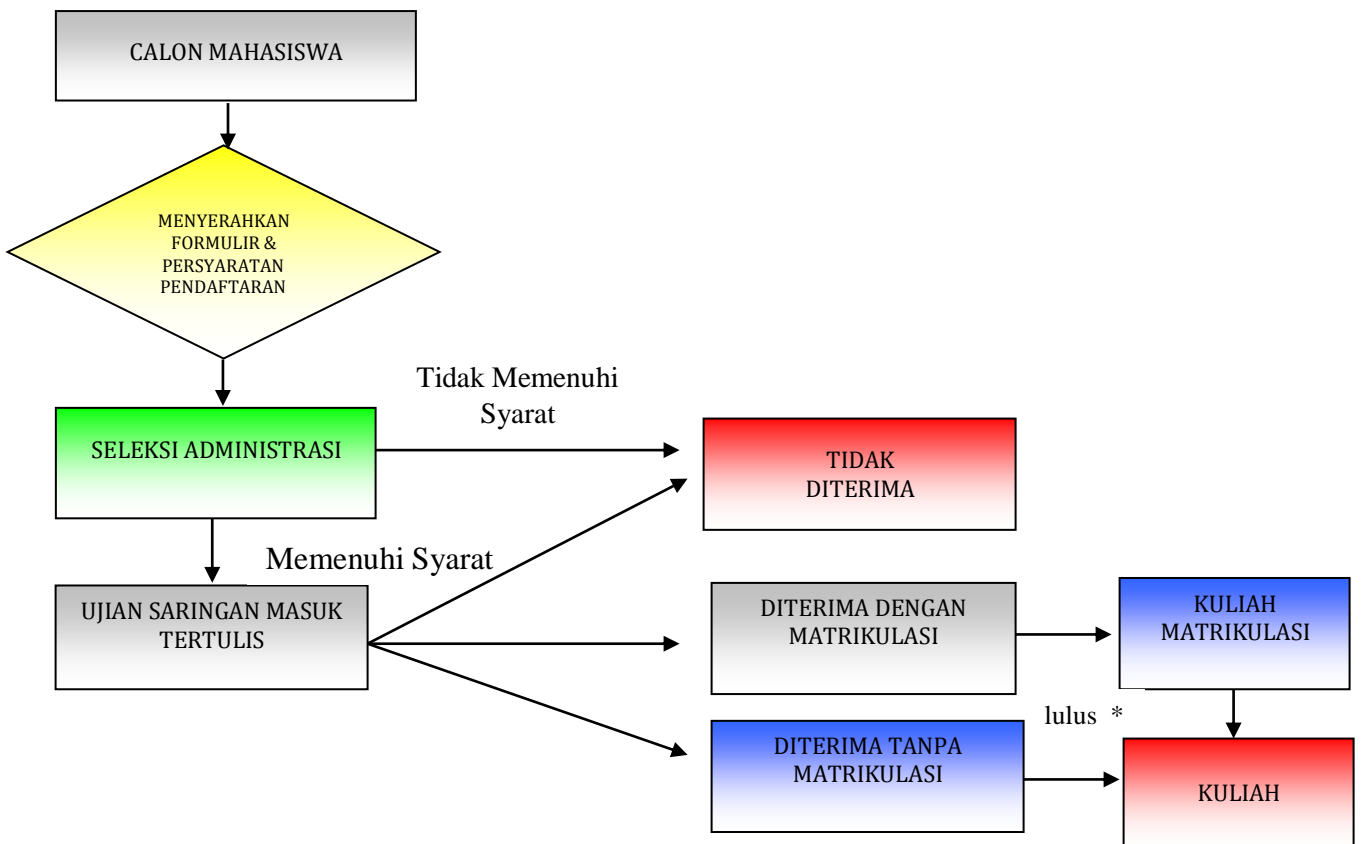 CALON MAHASISWA
MENYERAHKAN
FORMULIR &
PERSYARATAN
PENDAFTARAN
Tidak Memenuhi
Syarat
SELEKSI ADMINISTRASI
TIDAK
DITERIMA
Memenuhi Syarat
UJIAN SARINGAN MASUK
TERTULIS
DITERIMA DENGAN
MATRIKULASI
KULIAH
MATRIKULASI
lulus *
DITERIMA TANPA
MATRIKULASI
KULIAH